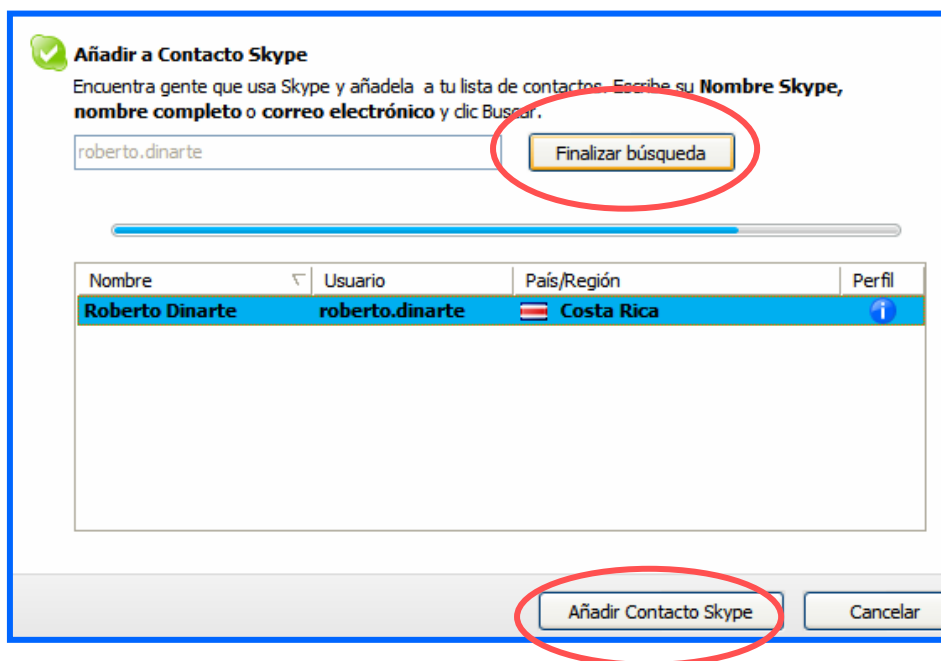 Añadir a Contacto Skype
Encuentra gente que usa Skype y añadela a tu lista de contactos. Escribe su Nombre Skype,
nombre completo o correo electrónico y clic Buscar.
roberto.dinarte Finalizar búsqueda
Nombre Usuario País/Región Perfil
Roberto Dinarte roberto.dinarte Costa Rica i
Añadir Contacto Skype Cancelar